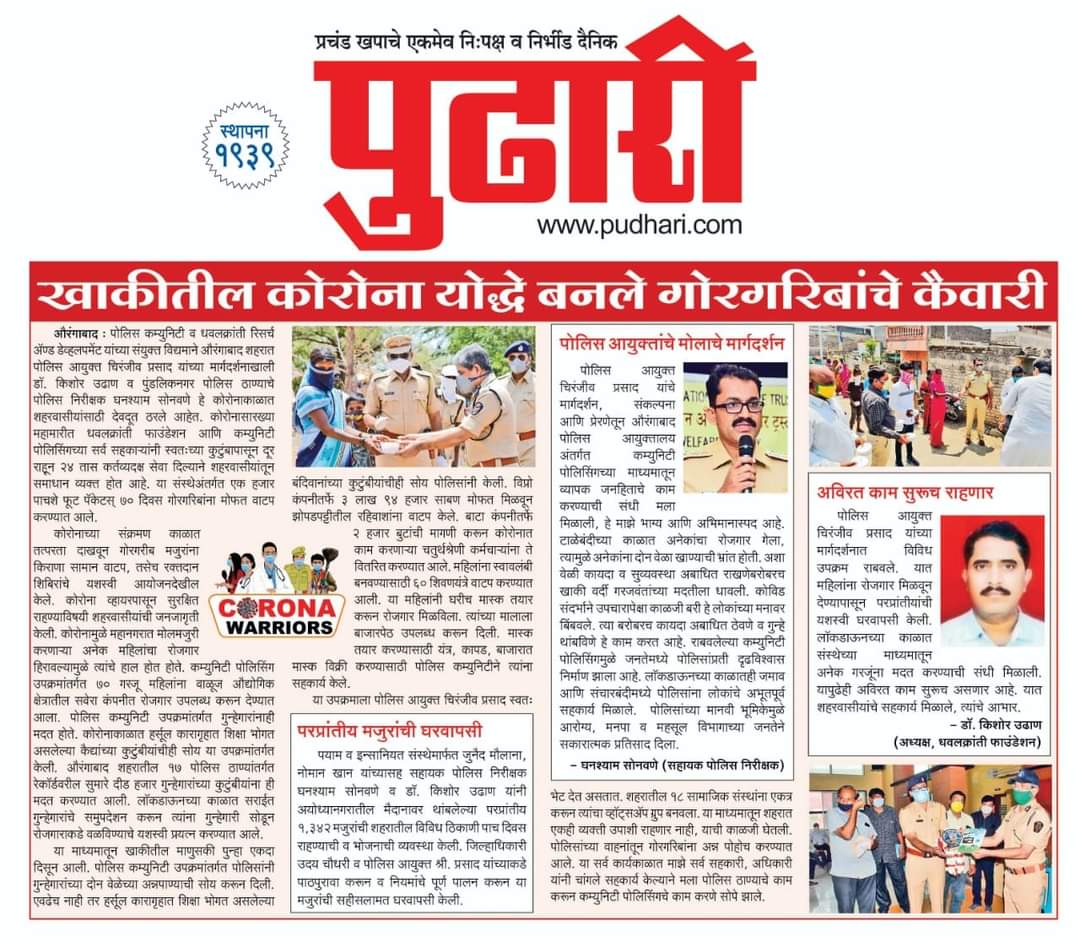 प्रचंड खपाचे एकमेव नि:पक्ष व निर्भीड दैनिक
पुढारी
स्थापना
१९३९
www.pudhari.com
खाकीतील कोरोना योद्धे बनले गोरगरिबांचे कैवारी
औरंगाबाद : पोलिस कम्युनिटी व धवलक्रांती रिसर्च
अ‍ॅण्ड डेव्हलपमेंट यांच्या संयुक्त विद्यमाने औरंगाबाद शहरात
पोलिस आयुक्त चिरंजीव प्रसाद यांच्या मार्गदर्शनाखाली
डॉ. किशोर उढाण व पुंडलिकनगर पोलिस ठाण्याचे
पोलिस निरीक्षक घनश्याम सोनवणे हे कोरोनाकाळात
शहरवासीयांसाठी देवदूत ठरले आहेत. कोरोनासारख्या
महामारीत धवलक्रांती फाउंडेशन आणि कम्युनिटी
पोलिसिंगच्या सर्व सहकाऱ्यांनी स्वतःच्या कुटुंबापासून दूर
राहून २४ तास कर्तव्यदक्ष सेवा दिल्याने शहरवासीयांतून
समाधान व्यक्त होत आहे. या संस्थेअंतर्गत एक हजार
पाचशे फूट पॅकेटस् ७० दिवस गोरगरिबांना मोफत वाटप
करण्यात आले.
कोरोनाच्या संक्रमण काळात
तत्परता दाखवून गोरगरीब मजुरांना
किराणा सामान वाटप, तसेच रक्तदान
शिबिरांचे यशस्वी आयोजनदेखील
केले. कोरोना व्हायरपासून सुरक्षित
राहण्याविषयी शहरवासीयांची जनजागृती
केली. कोरोनामुळे महानगरात मोलमजुरी
करणाऱ्या अनेक महिलांचा रोजगार
हिरावल्यामुळे त्यांचे हाल होत होते. कम्युनिटी पोलिसिंग
उपक्रमांतर्गत ७० गरजू महिलांना वाळूज औद्योगिक
क्षेत्रातील सवेरा कंपनीत रोजगार उपलब्ध करून देण्यात
आला. पोलिस कम्युनिटी उपक्रमांतर्गत गुन्हेगारांनाही
मदत होते. कोरोनाकाळात हर्सूल कारागृहात शिक्षा भोगत
असलेल्या कैद्यांच्या कुटुंबीयांचीही सोय या उपक्रमांतर्गत
केली. औरंगाबाद शहरातील १७ पोलिस ठाण्यांतर्गत
रेकॉर्डवरील सुमारे दीड हजार गुन्हेगारांच्या कुटुंबीयांना ही
मदत करण्यात आली. लॉकडाऊनच्या काळात सराईत
गुन्हेगारांचे समुपदेशन करून त्यांना गुन्हेगारी सोडून
रोजगाराकडे वळविण्याचे यशस्वी प्रयत्न करण्यात आले.
या माध्यमातून खाकीतील माणुसकी पुन्हा एकदा
दिसून आली. पोलिस कम्युनिटी उपक्रमांतर्गत पोलिसांनी
गुन्हेगारांच्या दोन वेळेच्या अन्नपाण्याची सोय करून दिली.
एवढेच नाही तर हर्सूल कारागृहात शिक्षा भोगत असलेल्या
बंदिवानांच्या कुटुंबीयांचीही सोय पोलिसांनी केली. विप्रो
कंपनीतर्फे ३ लाख ९४ हजार साबण मोफत मिळवून
झोपडपट्टीतील रहिवाशांना वाटप केले. बाटा कंपनीतर्फे
२ हजार बुटांची मागणी करून कोरोनात
काम करणाऱ्या चतुर्थश्रेणी कर्मचाऱ्यांना ते
वितरित करण्यात आले. महिलांना स्वावलंबी
बनवण्यासाठी ६० शिवणयंत्रे वाटप करण्यात
आली. या महिलांनी घरीच मास्क तयार
करून रोजगार मिळविला. त्यांच्या मालाला
बाजारपेठ उपलब्ध करून दिली. मास्क
तयार करण्यासाठी यंत्र, कापड, बाजारात
मास्क विक्री करण्यासाठी पोलिस कम्युनिटीने त्यांना
सहकार्य केले.
या उपक्रमाला पोलिस आयुक्त चिरंजीव प्रसाद स्वतः
CORONA
WARRIORS
परप्रांतीय मजुरांची घरवापसी
पयाम व इन्सानियत संस्थेमार्फत जुनैद मौलाना,
नोमान खान यांच्यासह सहायक पोलिस निरीक्षक
घनश्याम सोनवणे व डॉ. किशोर उढाण यांनी
अयोध्यानगरातील मैदानावर थांबलेल्या परप्रांतीय
१,३४२ मजुरांची शहरातील विविध ठिकाणी पाच दिवस
राहण्याची व भोजनाची व्यवस्था केली. जिल्हाधिकारी
उदय चौधरी व पोलिस आयुक्त श्री. प्रसाद यांच्याकडे
पाठपुरावा करून व नियमांचे पूर्ण पालन करून या
मजुरांची सहीसलामत घरवापसी केली.
पोलिस आयुक्तांचे मोलाचे मार्गदर्शन
पोलिस आयुक्त
चिरंजीव प्रसाद यांचे
मार्गदर्शन, संकल्पना
आणि प्रेरणेतून औरंगाबाद
पोलिस आयुक्तालय
अंतर्गत कम्युनिटी
पोलिसिंगच्या माध्यमातून
व्यापक जनहिताचे काम
करण्याची संधी मला
मिळाली, हे माझे भाग्य आणि अभिमानास्पद आहे.
टाळेबंदीच्या काळात अनेकांचा रोजगार गेला,
त्यामुळे अनेकांना दोन वेळा खाण्याची भ्रांत होती. अशा
वेळी कायदा व सुव्यवस्था अबाधित राखणेबरोबरच
खाकी वर्दी गरजवंतांच्या मदतीला धावली. कोविड
संदर्भाने उपचारापेक्षा काळजी बरी हे लोकांच्या मनावर
बिंबवले. त्या बरोबरच कायदा अबाधित ठेवणे व गुन्हे
थांबविणे हे काम करत आहे. राबवलेल्या कम्युनिटी
पोलिसिंगमुळे जनतेमध्ये पोलिसांप्रती दृढविश्वास
निर्माण झाला आहे. लॉकडाऊनच्या काळातही जमाव
आणि संचारबंदीमध्ये पोलिसांना लोकांचे अभूतपूर्व
सहकार्य मिळाले. पोलिसांच्या मानवी भूमिकेमुळे
आरोग्य, मनपा व महसूल विभागाच्या जनतेने
सकारात्मक प्रतिसाद दिला.
– घनश्याम सोनवणे (सहायक पोलिस निरीक्षक)
भेट देत असतात. शहरातील १८ सामाजिक संस्थांना एकत्र
करून त्यांचा व्हॉट्सअ‍ॅप ग्रुप बनवला. या माध्यमातून शहरात
एकही व्यक्ती उपाशी राहणार नाही, याची काळजी घेतली.
पोलिसांच्या वाहनांतून गोरगरिबांना अन्न पोहोच करण्यात
आले. या सर्व कार्यकाळात माझे सर्व सहकारी, अधिकारी
यांनी चांगले सहकार्य केल्याने मला पोलिस ठाण्याचे काम
करून कम्युनिटी पोलिसिंगचे काम करणे सोपे झाले.
अविरत काम सुरूच राहणार
पोलिस आयुक्त
चिरंजीव प्रसाद यांच्या
मार्गदर्शनात विविध
उपक्रम राबवले. यात
महिलांना रोजगार मिळवून
देण्यापासून परप्रांतीयांची
यशस्वी घरवापसी केली.
लॉकडाऊनच्या काळात
संस्थेच्या माध्यमातून
अनेक गरजूंना मदत करण्याची संधी मिळाली.
यापुढेही अविरत काम सुरूच असणार आहे. यात
शहरवासीयांचे सहकार्य मिळाले, त्यांचे आभार.
– डॉ. किशोर उढाण
(अध्यक्ष, धवलक्रांती फाउंडेशन)